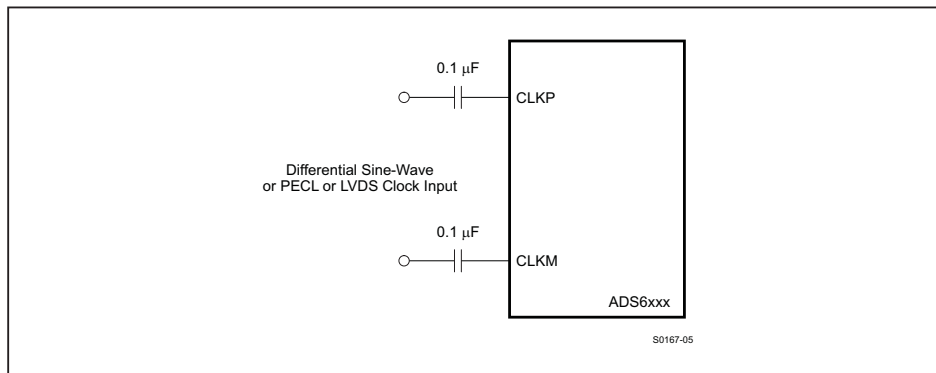 0.1 μF
CLKP
Differential Sine-Wave
or PECL or LVDS Clock Input
0.1 μF
CLKM
ADS6xxx
S0167-05